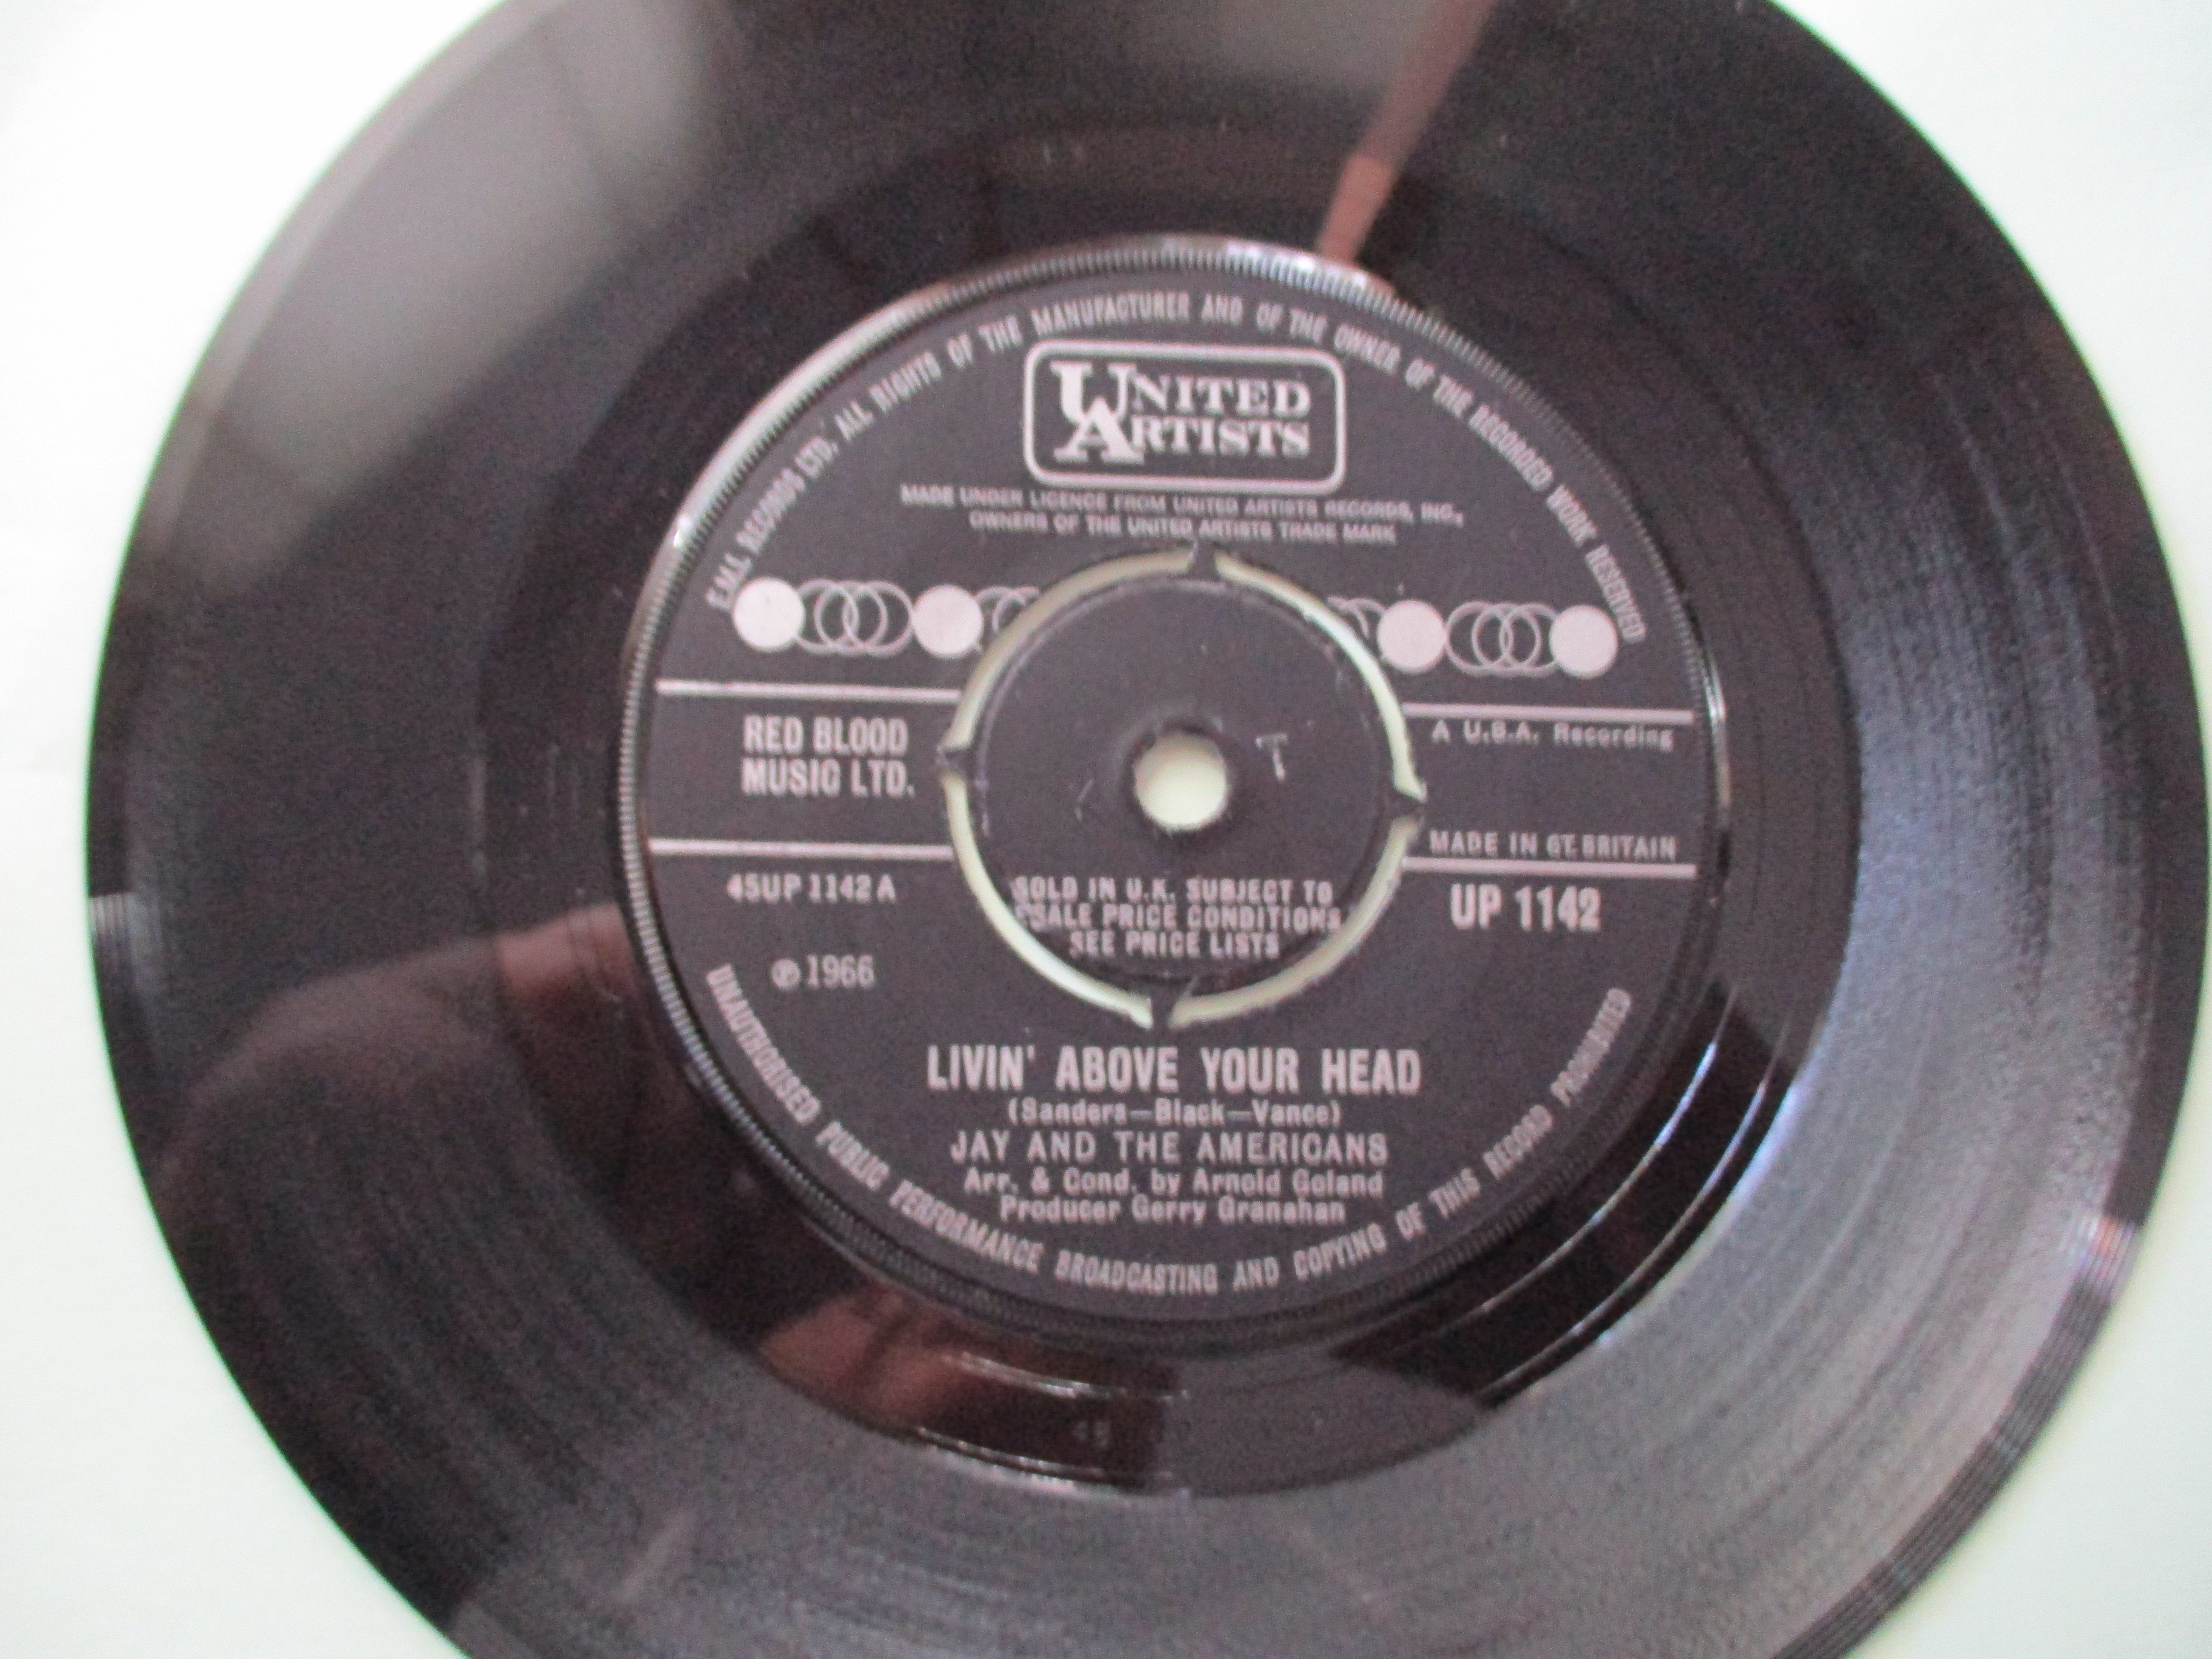 E.M.I. RECORDS LTD. ALL RIGHTS OF THE MANUFACTURER AND OF THE OWNER OF THE RECORDED WORK RESERVED
UNITED
ARTISTS
MADE UNDER LICENCE FROM UNITED ARTISTS RECORDS, INC.,
OWNERS OF THE UNITED ARTISTS TRADE MARK
RED BLOOD
MUSIC LTD.
A U.S.A. Recording
T
MADE IN GT. BRITAIN
45UP 1142 A
UP 1142
SOLD IN U.K. SUBJECT TO
SALE PRICE CONDITIONS
SEE PRICE LISTS
℗ 1966
LIVIN' ABOVE YOUR HEAD
(Sanders—Black—Vance)
JAY AND THE AMERICANS
Arr. & Cond. by Arnold Goland
Producer Gerry Granahan
UNAUTHORISED PUBLIC PERFORMANCE BROADCASTING AND COPYING OF THIS RECORD PROHIBITED
45